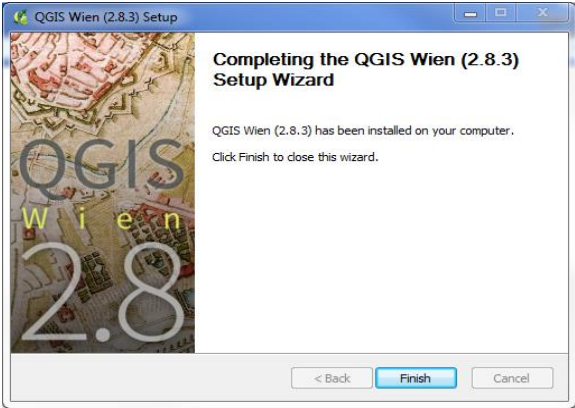 QGIS Wien (2.8.3) Setup
QGIS
Wien
2.8
Completing the QGIS Wien (2.8.3)
Setup Wizard
QGIS Wien (2.8.3) has been installed on your computer.
Click Finish to close this wizard.
< Back
Finish
Cancel